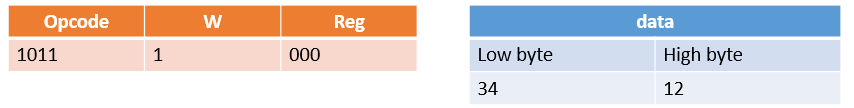 Opcode W Reg
1011 1 000
data
Low byte High byte
34 12